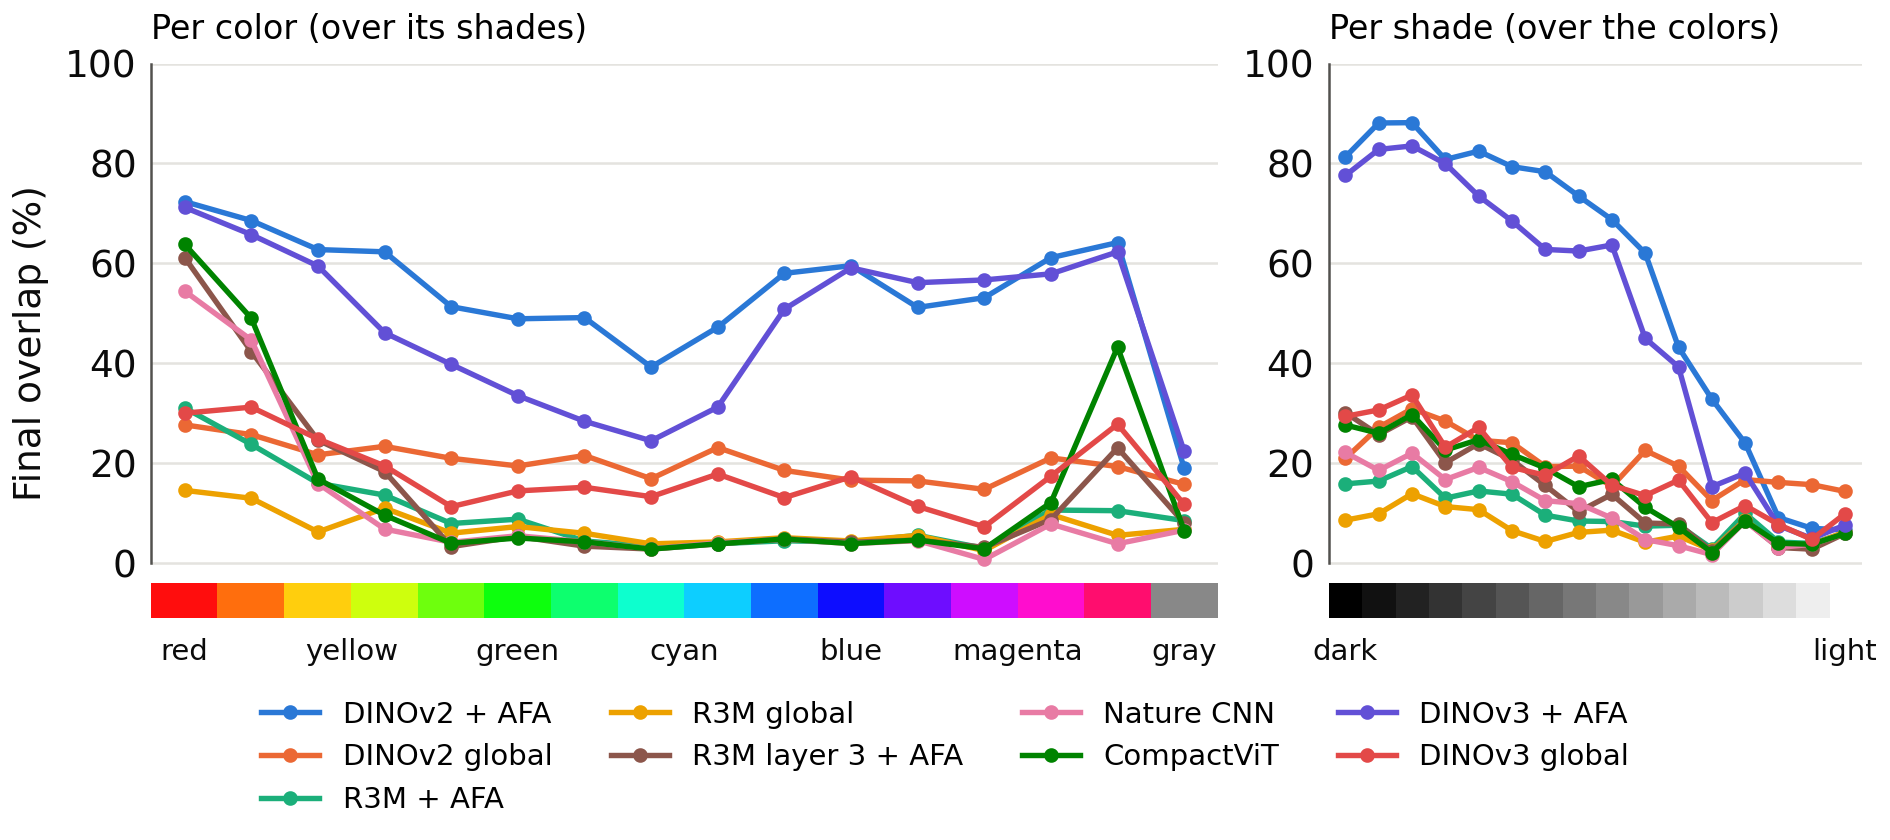 Per color (over its shades)
Per shade (over the colors)
Final overlap (%)
100
80
60
40
20
0
100
80
60
40
20
0
red yellow green cyan blue magenta gray
dark light
DINOv2 + AFA
DINOv2 global
R3M + AFA
R3M global
R3M layer 3 + AFA
Nature CNN
CompactViT
DINOv3 + AFA
DINOv3 global